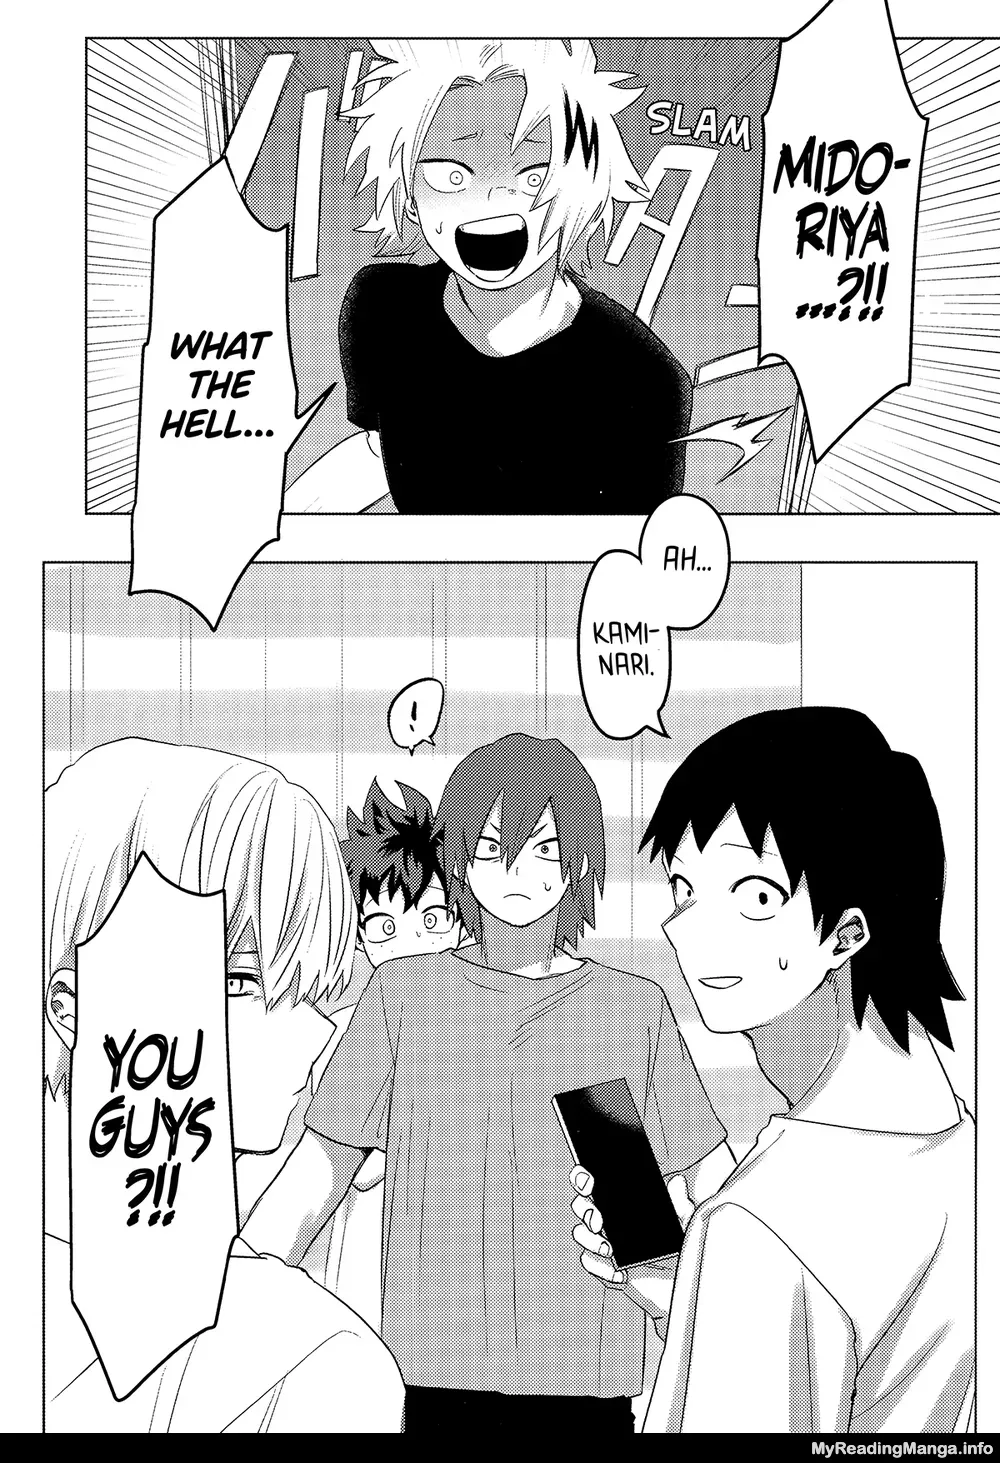 MIDO-
RIYA
...?!!
SLAM
WHAT
THE
HELL...
AH...
KAMI-
NARI.
!
YOU
GUYS
?!!
MyReadingManga.info